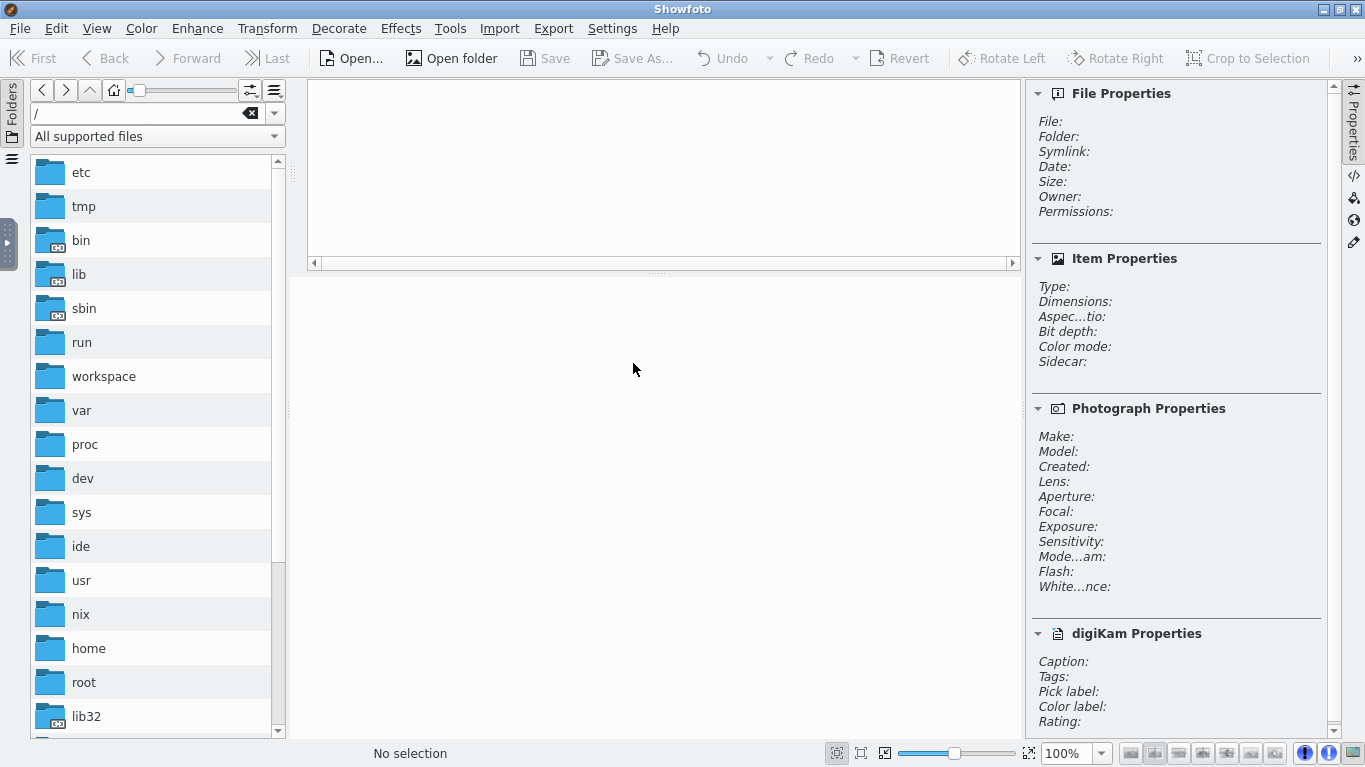 Showfoto
File Edit View Color Enhance Transform Decorate Effects Tools Import Export Settings Help
First Back Forward Last Open... Open folder Save Save As... Undo Redo Revert Rotate Left Rotate Right Crop to Selection
Folders
/
All supported files
etc
tmp
bin
lib
sbin
run
workspace
var
proc
dev
sys
ide
usr
nix
home
root
lib32
File Properties
File:
Folder:
Symlink:
Date:
Size:
Owner:
Permissions:
Item Properties
Type:
Dimensions:
Aspec...tio:
Bit depth:
Color mode:
Sidecar:
Photograph Properties
Make:
Model:
Created:
Lens:
Aperture:
Focal:
Exposure:
Sensitivity:
Mode...am:
Flash:
White...nce:
digiKam Properties
Caption:
Tags:
Pick label:
Color label:
Rating:
Properties
No selection
100%